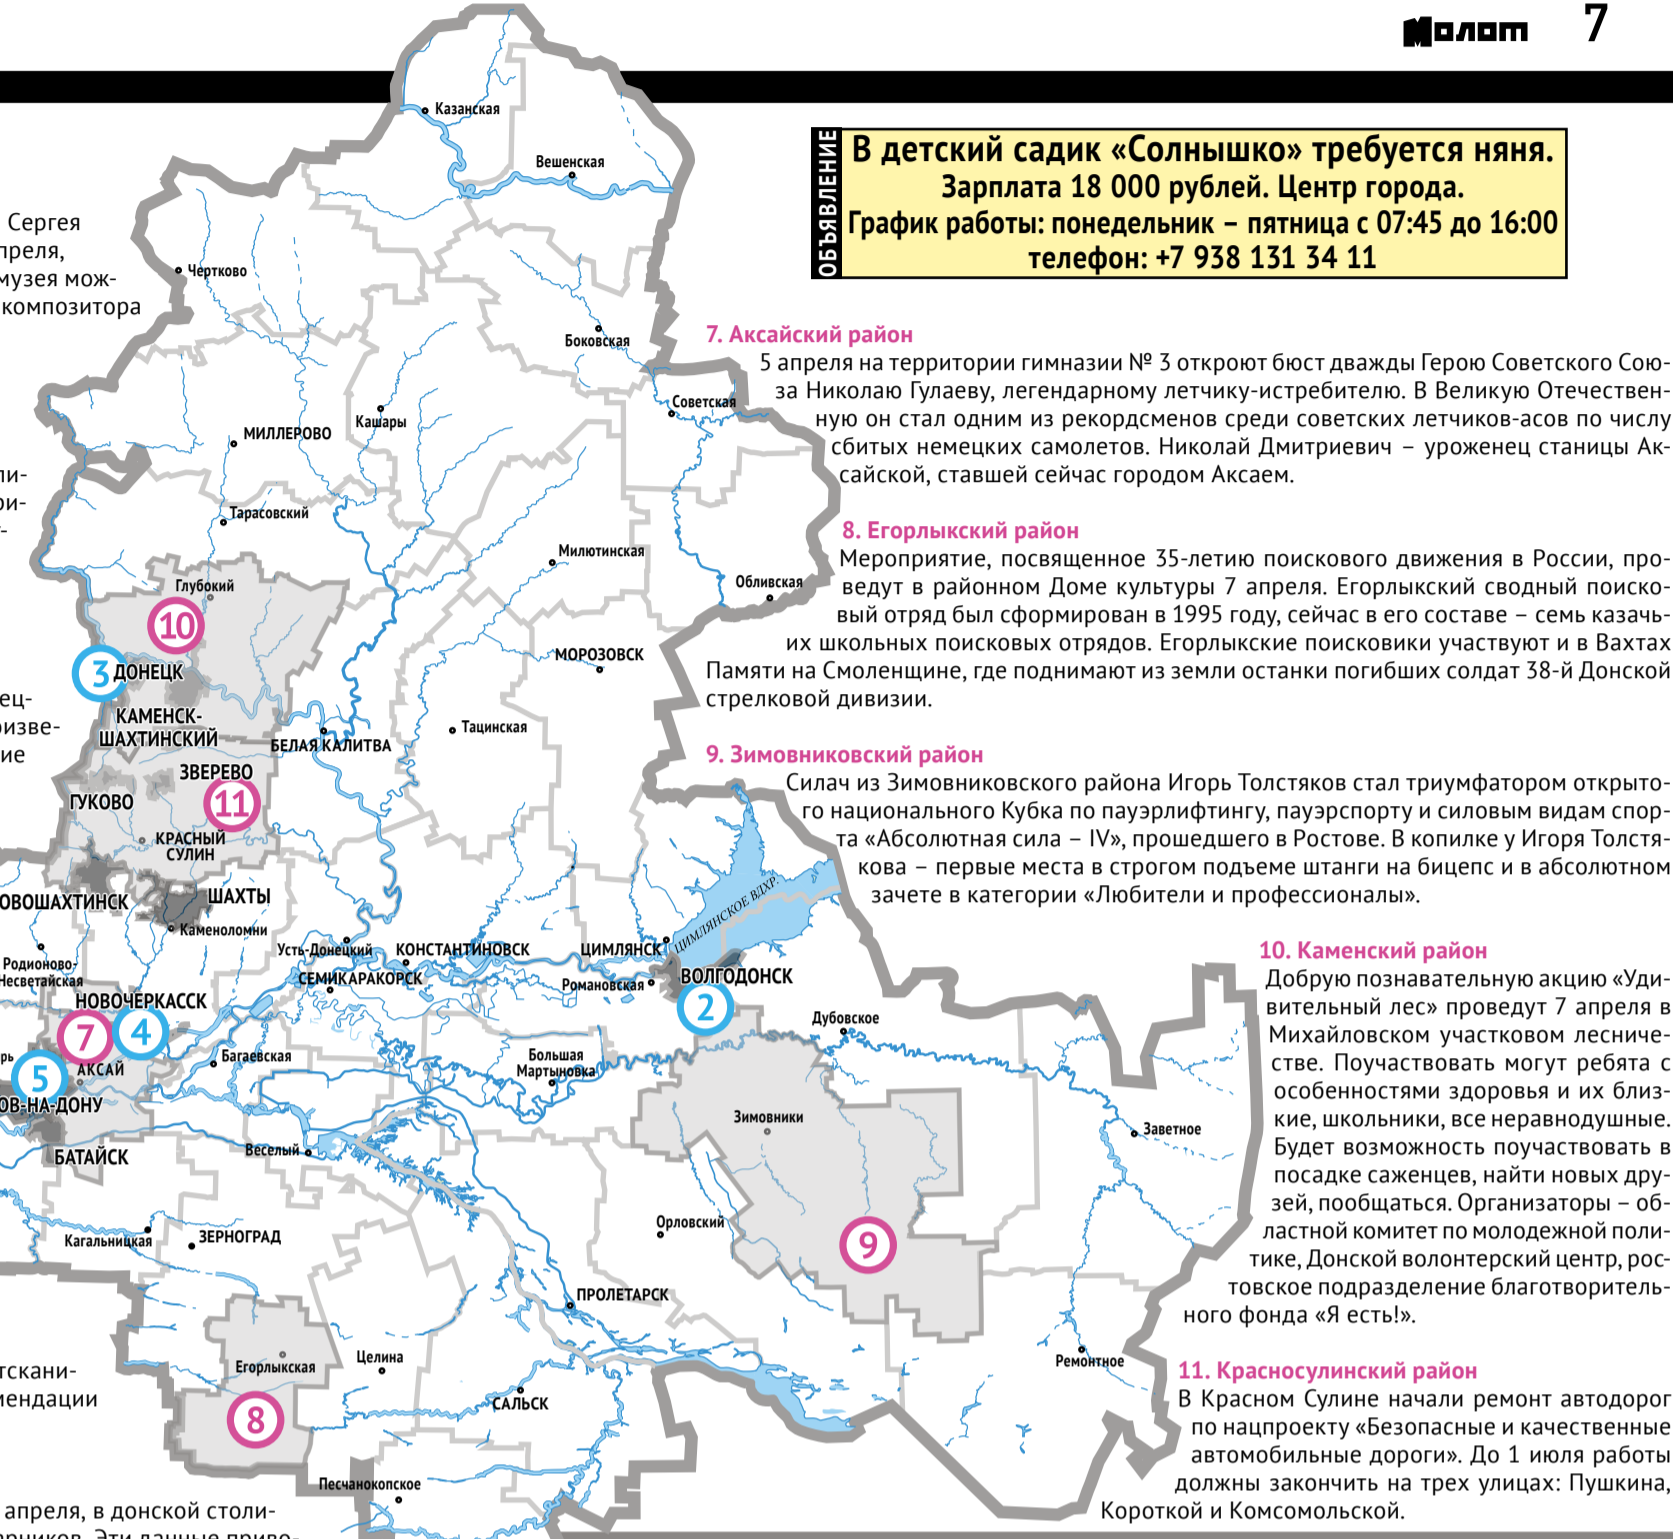 Молот 7
ОБЪЯВЛЕНИЕ
В детский садик «Солнышко» требуется няня.
Зарплата 18 000 рублей. Центр города.
График работы: понедельник – пятница с 07:45 до 16:00
телефон: +7 938 131 34 11
Сергея
преля,
музея мож-
композитора
ли-
ри-
ец-
оизве-
ие
тскани-
мендации
апреля, в донской столи-
Казанская
Вешенская
Чертково
Боковская
Советская
Кашары
МИЛЛЕРОВО
Тарасовский
Милютинская
Обливская
Глубокий
10
3
ДОНЕЦК
МОРОЗОВСК
КАМЕНСК-
ШАХТИНСКИЙ
Тацинская
БЕЛАЯ КАЛИТВА
ЗВЕРЕВО
ГУКОВО
11
КРАСНЫЙ
СУЛИН
ОВОШАХТИНСК
ШАХТЫ
Каменоломни
ЦИМЛЯНСКОЕ ВДХР.
Усть-Донецкий
КОНСТАНТИНОВСК
ЦИМЛЯНСК
Родионово-
Несветайская
СЕМИКАРАКОРСК
Романовская
ВОЛГОДОНСК
2
НОВОЧЕРКАССК
7
4
Дубовское
рь
5
АКСАЙ
Багаевская
Большая
Мартыновка
ОВ-НА-ДОНУ
Зимовники
Заветное
БАТАЙСК
Веселый
Орловский
Кагальницкая
ЗЕРНОГРАД
9
ПРОЛЕТАРСК
Егорлыкская
Целина
Ремонтное
САЛЬСК
8
Песчанокопское
7. Аксайский район
5 апреля на территории гимназии № 3 откроют бюст дважды Герою Советского Сою-
за Николаю Гулаеву, легендарному летчику-истребителю. В Великую Отечествен-
ную он стал одним из рекордсменов среди советских летчиков-асов по числу
сбитых немецких самолетов. Николай Дмитриевич – уроженец станицы Ак-
сайской, ставшей сейчас городом Аксаем.
8. Егорлыкский район
Мероприятие, посвященное 35-летию поискового движения в России, про-
ведут в районном Доме культуры 7 апреля. Егорлыкский сводный поиско-
вый отряд был сформирован в 1995 году, сейчас в его составе – семь казачь-
их школьных поисковых отрядов. Егорлыкские поисковики участвуют и в Вахтах
Памяти на Смоленщине, где поднимают из земли останки погибших солдат 38-й Донской
стрелковой дивизии.
9. Зимовниковский район
Силач из Зимовниковского района Игорь Толстяков стал триумфатором открыто-
го национального Кубка по пауэрлифтингу, пауэрспорту и силовым видам спор-
та «Абсолютная сила – IV», прошедшего в Ростове. В копилке у Игоря Толстя-
кова – первые места в строгом подъеме штанги на бицепс и в абсолютном
зачете в категории «Любители и профессионалы».
10. Каменский район
Добрую познавательную акцию «Уди-
вительный лес» проведут 7 апреля в
Михайловском участковом лесниче-
стве. Поучаствовать могут ребята с
особенностями здоровья и их близ-
кие, школьники, все неравнодушные.
Будет возможность поучаствовать в
посадке саженцев, найти новых дру-
зей, пообщаться. Организаторы – об-
ластной комитет по молодежной поли-
тике, Донской волонтерский центр, рос-
товское подразделение благотворитель-
ного фонда «Я есть!».
11. Красносулинский район
В Красном Сулине начали ремонт автодорог
по нацпроекту «Безопасные и качественные
автомобильные дороги». До 1 июля работы
должны закончить на трех улицах: Пушкина,
Короткой и Комсомольской.